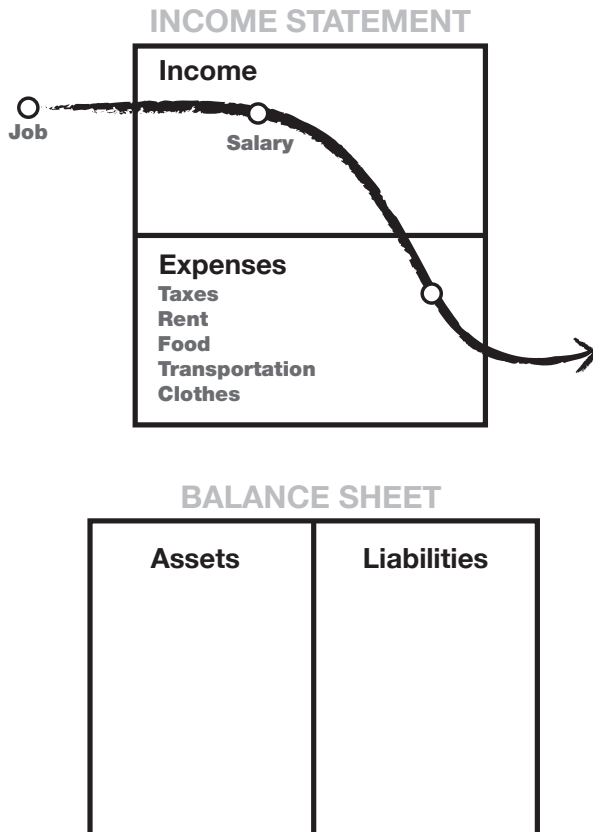 INCOME STATEMENT
Income
Job
Salary
Expenses
Taxes
Rent
Food
Transportation
Clothes
BALANCE SHEET
Assets
Liabilities